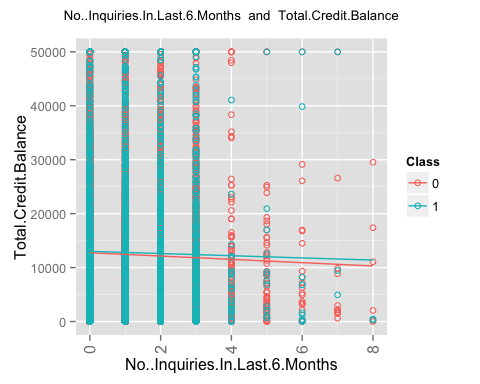 No..Inquiries.In.Last.6.Months and Total.Credit.Balance
50000
40000
30000
20000
10000
0
Total.Credit.Balance
0 2 4 6 8
No..Inquiries.In.Last.6.Months
Class
0
1